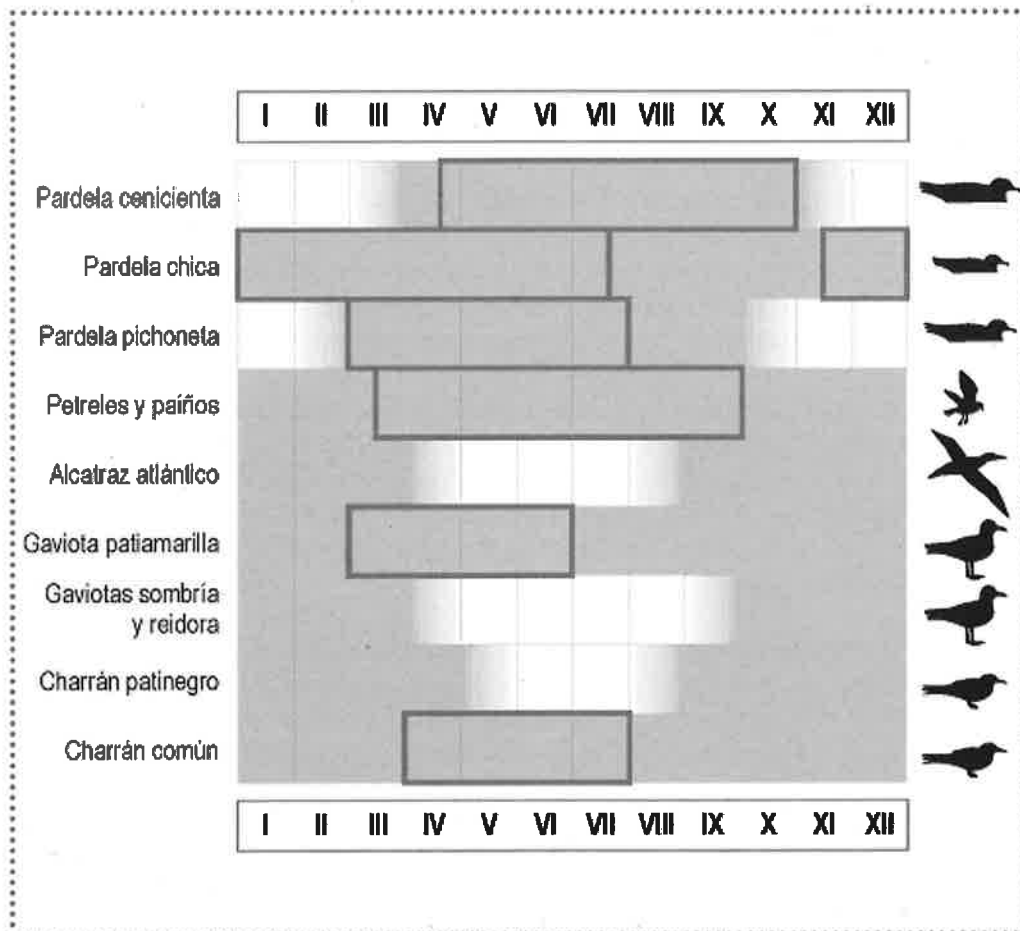 I II III IV V VI VII VIII IX X XI XII
Pardela cenicienta
Pardela chica
Pardela pichoneta
Petreles y paíños
Alcatraz atlántico
Gaviota patiamarilla
Gaviotas sombría
y reidora
Charrán patinegro
Charrán común
I II III IV V VI VII VIII IX X XI XII